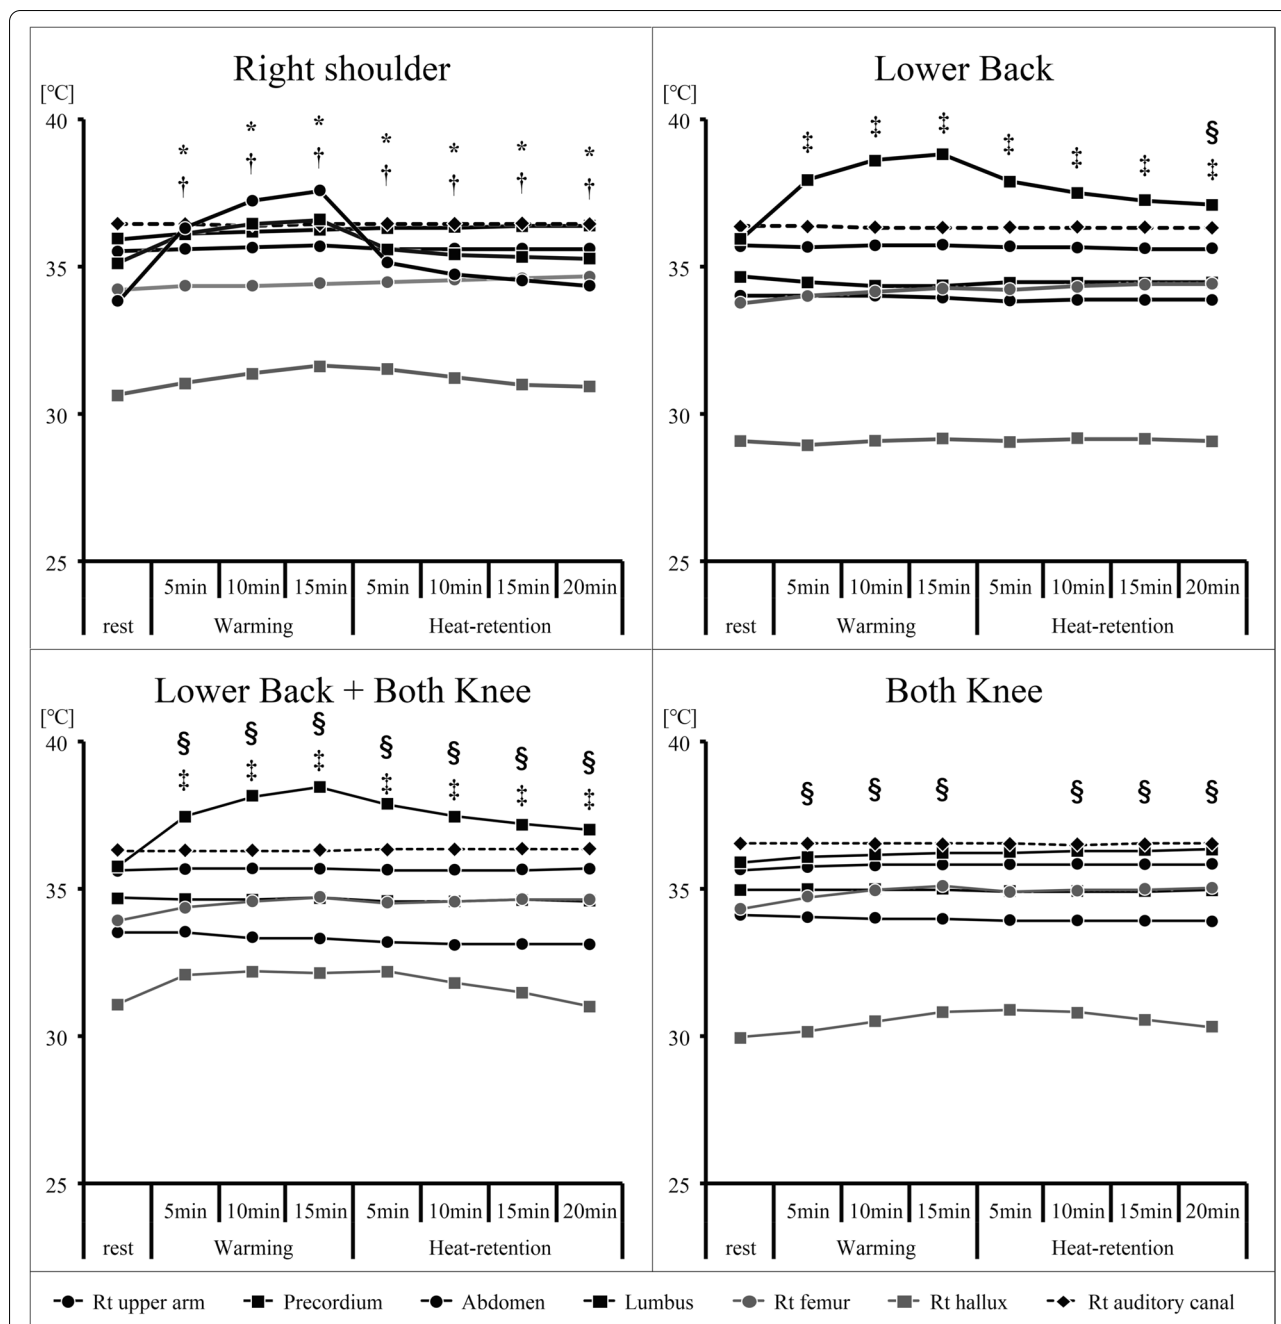 Right shoulder
[°C]
40
* * * * * * *
† † † † † † †
35
30
25
5min 10min 15min 5min 10min 15min 20min
rest Warming Heat-retention
Lower Back
[°C]
40
§
‡ ‡ ‡ ‡ ‡ ‡ ‡
35
30
25
5min 10min 15min 5min 10min 15min 20min
rest Warming Heat-retention
Lower Back + Both Knee
[°C]
40
§ § § § § § §
‡ ‡ ‡ ‡ ‡ ‡ ‡
35
30
25
5min 10min 15min 5min 10min 15min 20min
rest Warming Heat-retention
Both Knee
[°C]
40
§ § § § § §
35
30
25
5min 10min 15min 5min 10min 15min 20min
rest Warming Heat-retention
Rt upper arm Precordium Abdomen Lumbus Rt femur Rt hallux Rt auditory canal